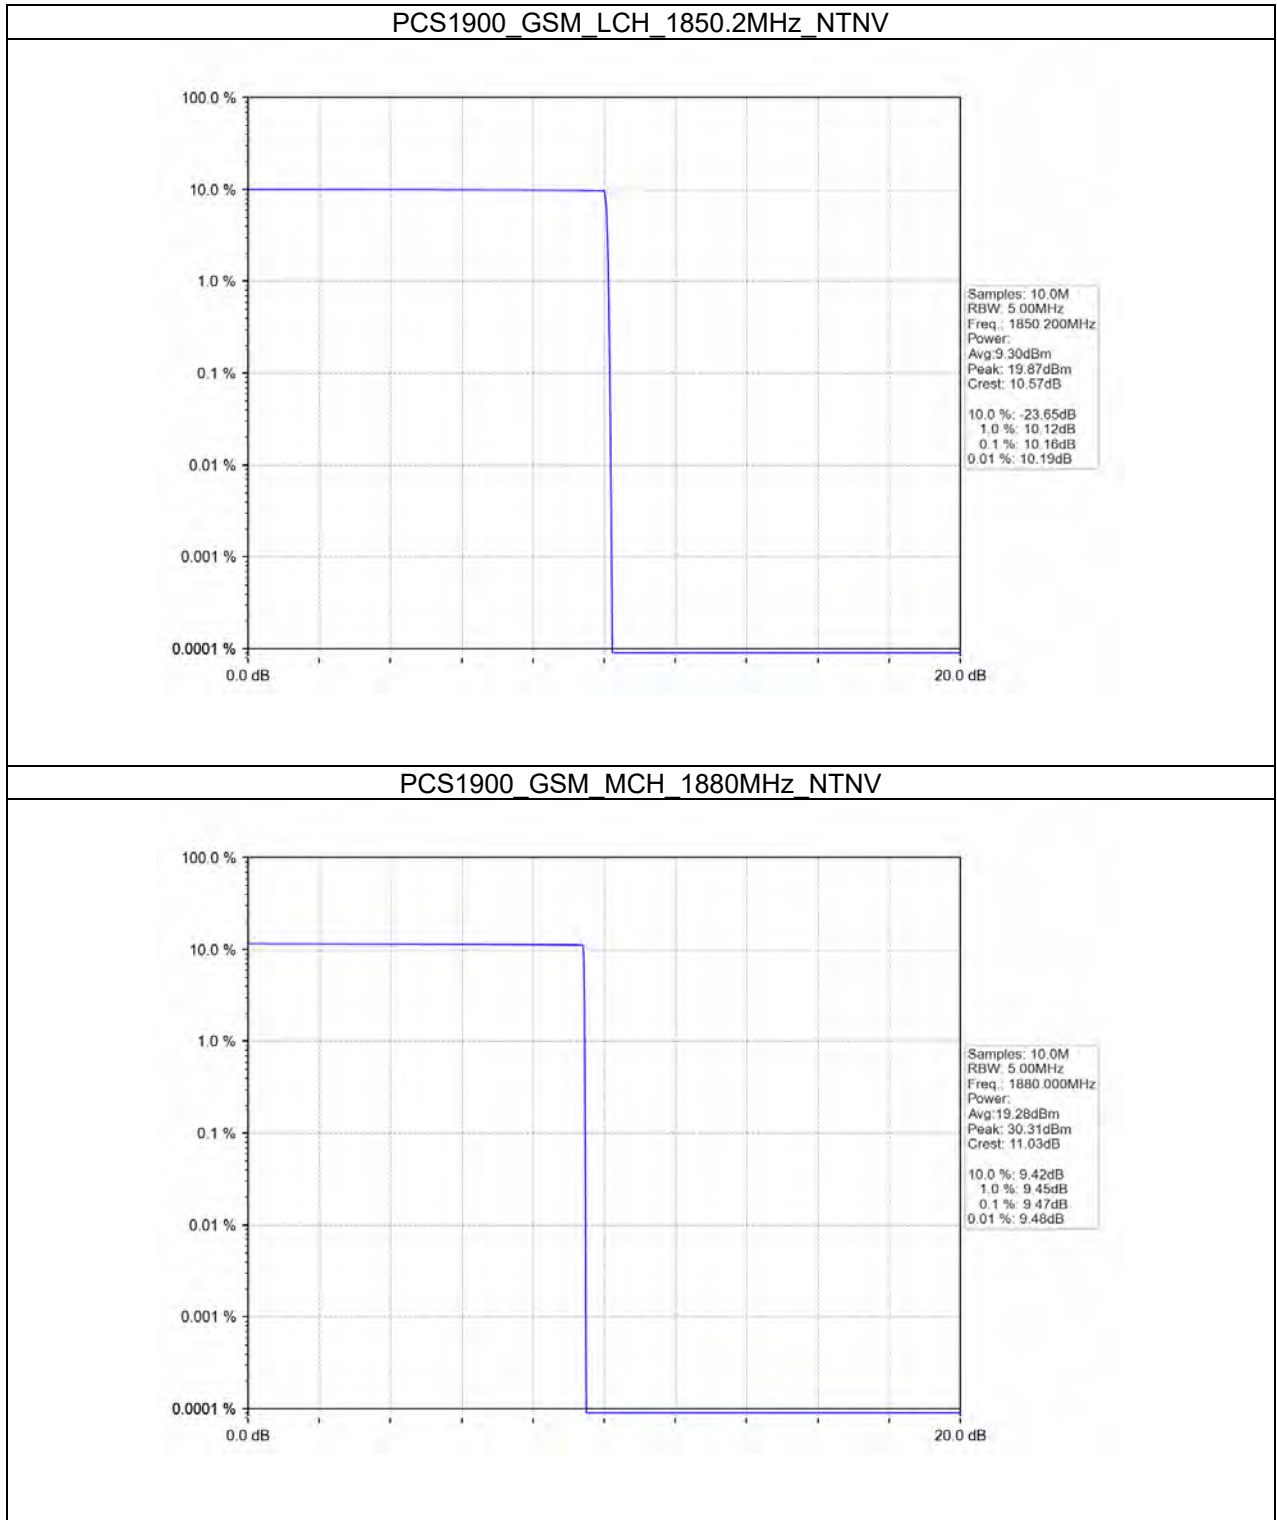 PCS1900_GSM_LCH_1850.2MHz_NTNV
100.0 %
10.0 %
1.0 %
0.1 %
0.01 %
0.001 %
0.0001 %
0.0 dB
20.0 dB
Samples: 10.0M
RBW: 5.00MHz
Freq.: 1850.200MHz
Power:
Avg:9.30dBm
Peak: 19.87dBm
Crest: 10.57dB
10.0 %: -23.65dB
1.0 %: 10.12dB
0.1 %: 10.16dB
0.01 %: 10.19dB
PCS1900_GSM_MCH_1880MHz_NTNV
100.0 %
10.0 %
1.0 %
0.1 %
0.01 %
0.001 %
0.0001 %
0.0 dB
20.0 dB
Samples: 10.0M
RBW: 5.00MHz
Freq.: 1880.000MHz
Power:
Avg:19.28dBm
Peak: 30.31dBm
Crest: 11.03dB
10.0 %: 9.42dB
1.0 %: 9.45dB
0.1 %: 9.47dB
0.01 %: 9.48dB